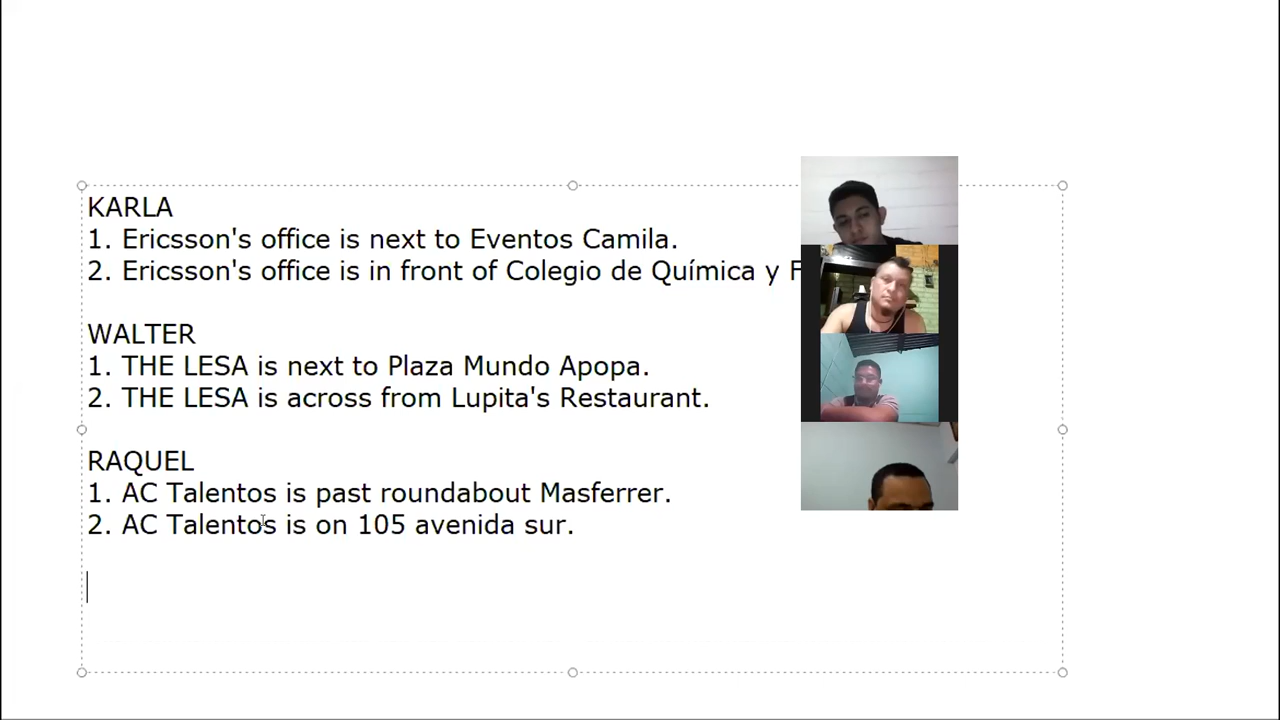 KARLA
1. Ericsson's office is next to Eventos Camila.
2. Ericsson's office is in front of Colegio de Química y F
WALTER
1. THE LESA is next to Plaza Mundo Apopa.
2. THE LESA is across from Lupita's Restaurant.
RAQUEL
1. AC Talentos is past roundabout Masferrer.
2. AC Talentos is on 105 avenida sur.